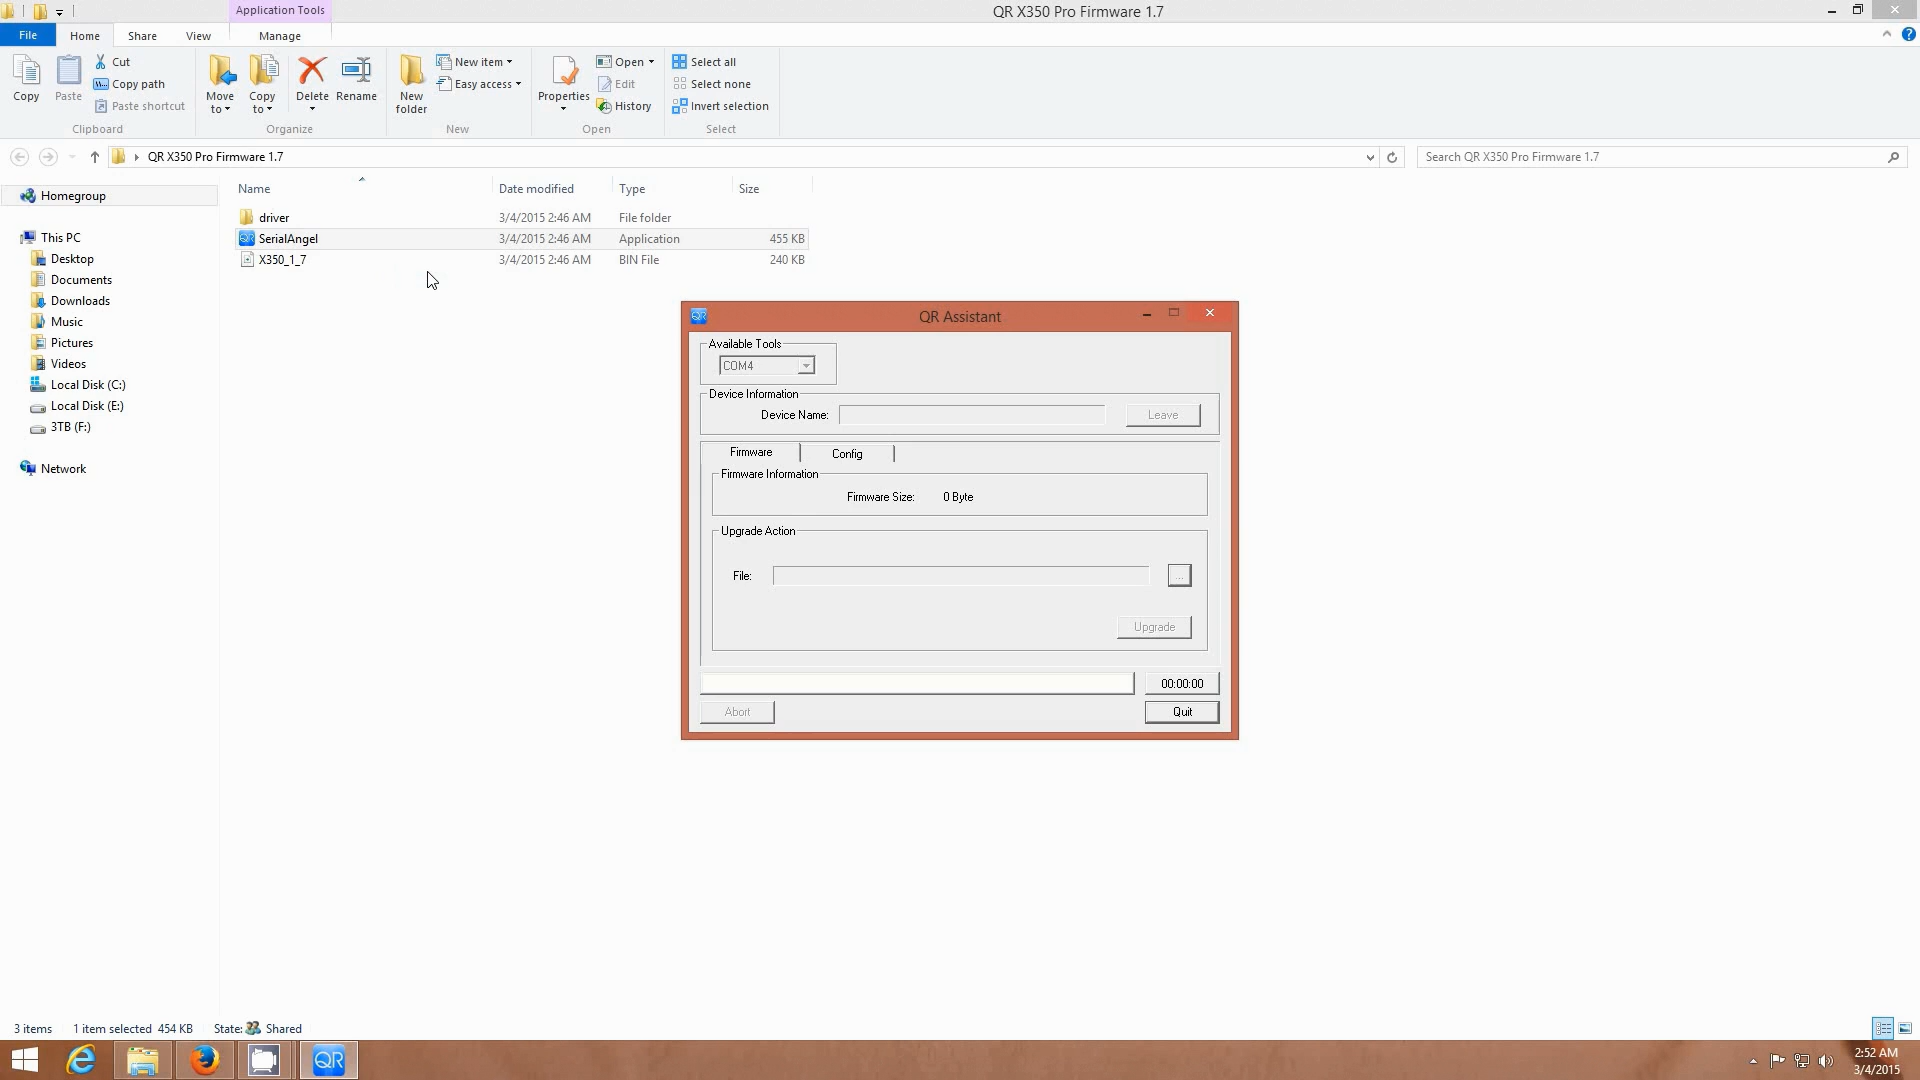 Application Tools
QR X350 Pro Firmware 1.7
File
Home
Share
View
Manage
Copy
Paste
Cut
Copy path
Paste shortcut
Clipboard
Move to
Copy to
Delete
Rename
Organize
New folder
New item
Easy access
New
Properties
Open
Edit
History
Open
Select all
Select none
Invert selection
Select
QR X350 Pro Firmware 1.7
Search QR X350 Pro Firmware 1.7
Homegroup
This PC
Desktop
Documents
Downloads
Music
Pictures
Videos
Local Disk (C:)
Local Disk (E:)
3TB (F:)
Network
Name Date modified Type Size
driver 3/4/2015 2:46 AM File folder
SerialAngel 3/4/2015 2:46 AM Application 455 KB
X350_1_7 3/4/2015 2:46 AM BIN File 240 KB
QR
QR Assistant
Available Tools
COM4
Device Information
Device Name:
Leave
Firmware
Config
Firmware Information
Firmware Size: 0 Byte
Upgrade Action
File:
...
Upgrade
00:00:00
Abort
Quit
3 items 1 item selected 454 KB State: Shared
QR
2:52 AM
3/4/2015